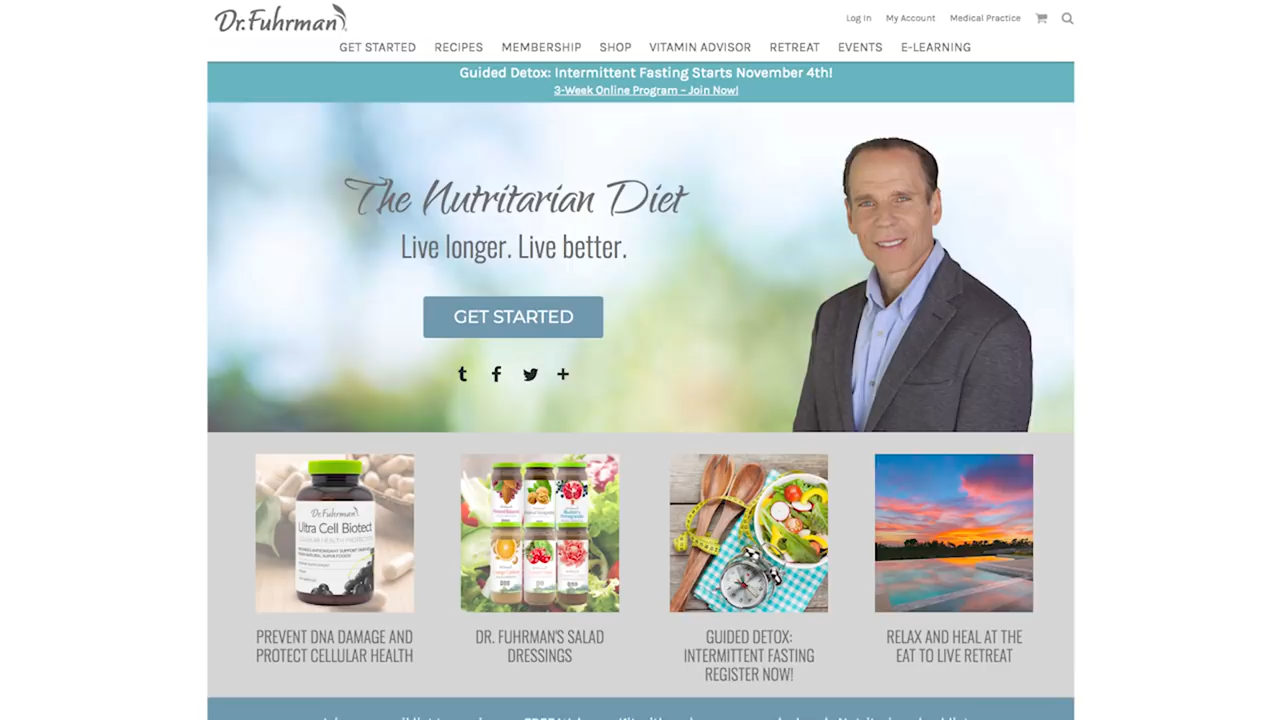 Dr. Fuhrman
Log In
My Account
Medical Practice
GET STARTED
RECIPES
MEMBERSHIP
SHOP
VITAMIN ADVISOR
RETREAT
EVENTS
E-LEARNING
Guided Detox: Intermittent Fasting Starts November 4th!
3-Week Online Program – Join Now!
The Nutritarian Diet
Live longer. Live better.
GET STARTED
Dr. Fuhrman
Ultra Cell Biotect
PREVENT DNA DAMAGE AND
PROTECT CELLULAR HEALTH
DR. FUHRMAN'S SALAD
DRESSINGS
GUIDED DETOX:
INTERMITTENT FASTING
REGISTER NOW!
RELAX AND HEAL AT THE
EAT TO LIVE RETREAT